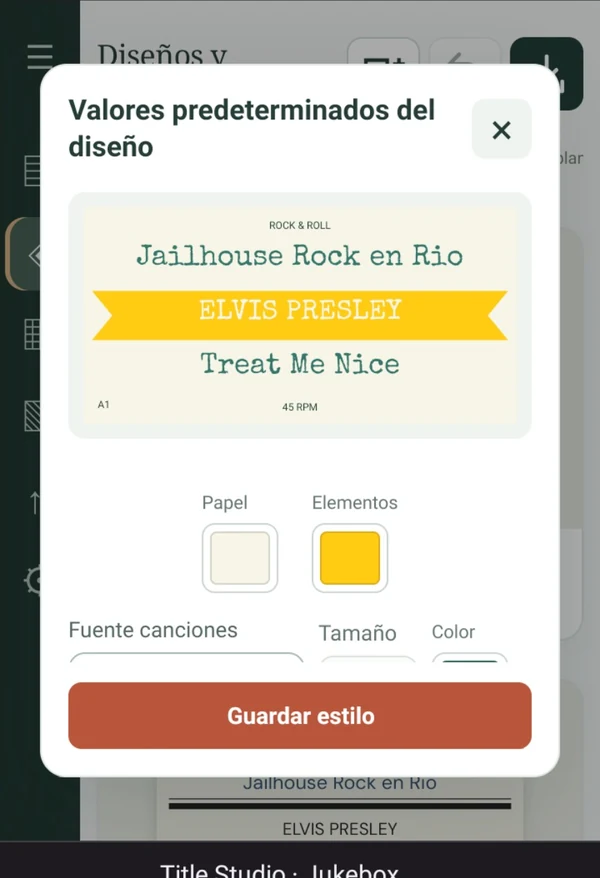 Diseños y
Valores predeterminados del
diseño
ROCK & ROLL
Jailhouse Rock en Rio
ELVIS PRESLEY
Treat Me Nice
A1
45 RPM
Papel
Elementos
Fuente canciones
Tamaño
Color
Guardar estilo
Jailhouse Rock en Rio
ELVIS PRESLEY
Title Studio · Jukebox